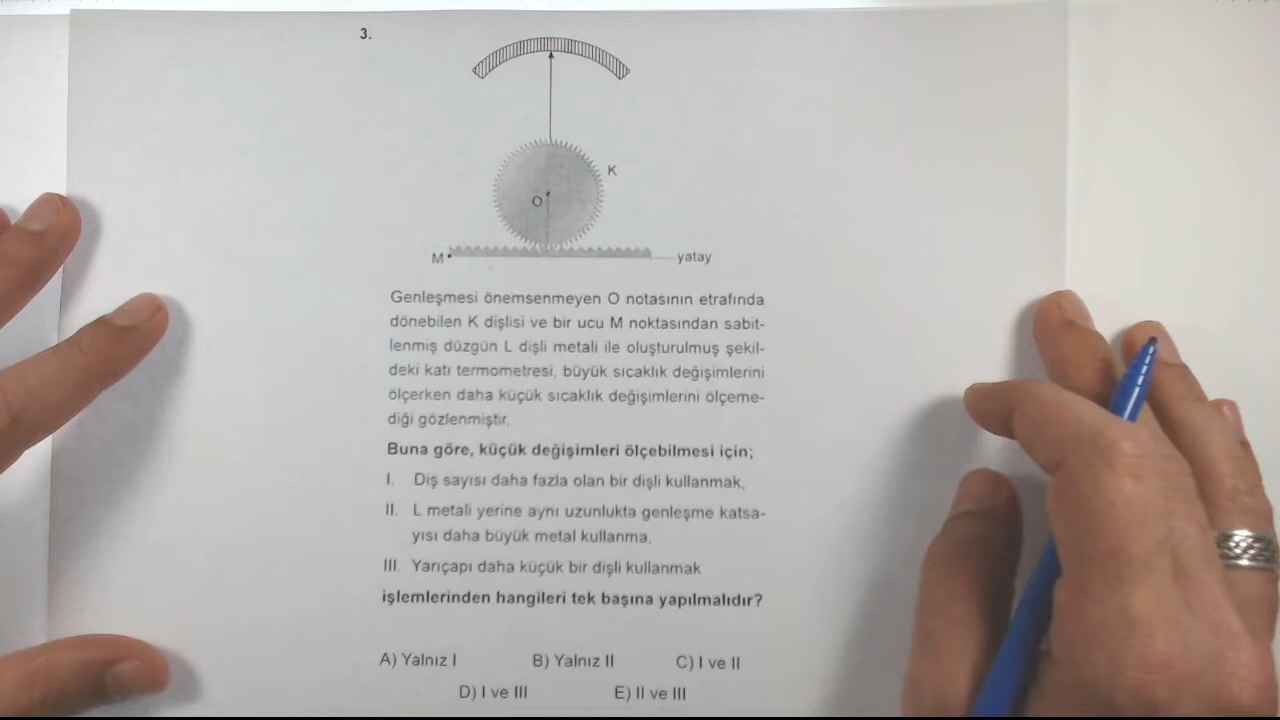 3.
K
O
M
yatay
Genleşmesi önemsenmeyen O notasının etrafında
dönebilen K dişlisi ve bir ucu M noktasından sabit-
lenmiş düzgün L dişli metali ile oluşturulmuş şekil-
deki katı termometresi, büyük sıcaklık değişimlerini
ölçerken daha küçük sıcaklık değişimlerini ölçeme-
diği gözlenmiştir.
Buna göre, küçük değişimleri ölçebilmesi için;
I. Diş sayısı daha fazla olan bir dişli kullanmak,
II. L metali yerine aynı uzunlukta genleşme katsa-
yısı daha büyük metal kullanma,
III. Yarıçapı daha küçük bir dişli kullanmak
işlemlerinden hangileri tek başına yapılmalıdır?
A) Yalnız I B) Yalnız II C) I ve II
D) I ve III E) II ve III